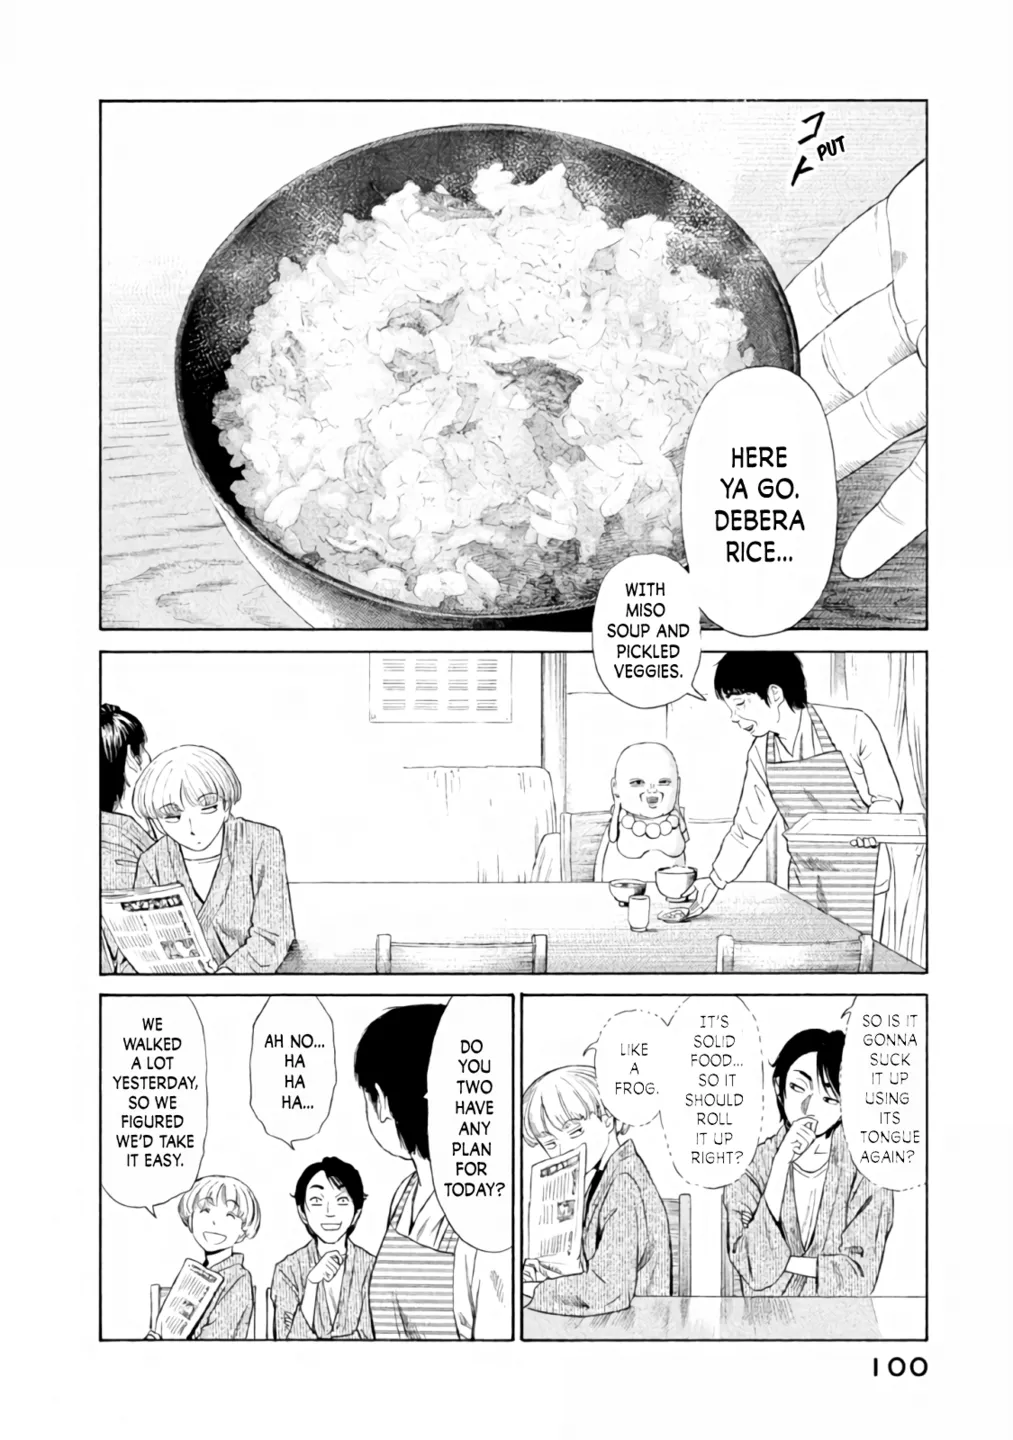 コト
PUT
HERE
YA GO.
DEBERA
RICE...
WITH
MISO
SOUP AND
PICKLED
VEGGIES.
SO IS IT
GONNA
SUCK
IT UP
USING
ITS
TONGUE
AGAIN?
IT'S
SOLID
FOOD...
SO IT
SHOULD
ROLL
IT UP
RIGHT?
LIKE
A
FROG.
DO
YOU
TWO
HAVE
ANY
PLAN
FOR
TODAY?
AH NO...
HA
HA
HA...
WE
WALKED
A LOT
YESTERDAY,
SO WE
FIGURED
WE'D TAKE
IT EASY.
100